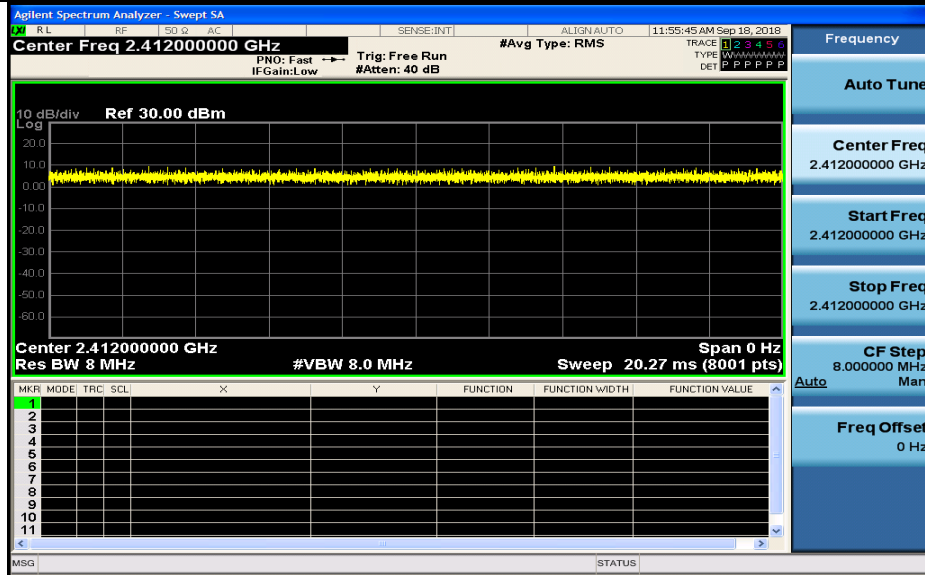 Agilent Spectrum Analyzer - Swept SA
LXI RL RF 50 Ω AC SENSE:INT ALIGN AUTO 11:55:45 AM Sep 18, 2018
Center Freq 2.412000000 GHz #Avg Type: RMS TRACE 1 2 3 4 5 6
PNO: Fast Trig: Free Run TYPE WWWWWW
IFGain:Low #Atten: 40 dB DET P P P P P P
10 dB/div Ref 30.00 dBm
Log
20.0
10.0
0.00
-10.0
-20.0
-30.0
-40.0
-50.0
-60.0
Center 2.412000000 GHz Span 0 Hz
Res BW 8 MHz #VBW 8.0 MHz Sweep 20.27 ms (8001 pts)
MKR MODE TRC SCL X Y FUNCTION FUNCTION WIDTH FUNCTION VALUE
1
2
3
4
5
6
7
8
9
10
11
MSG STATUS
Frequency
Auto Tune
Center Freq
2.412000000 GHz
Start Freq
2.412000000 GHz
Stop Freq
2.412000000 GHz
CF Step
8.000000 MHz
Auto Man
Freq Offset
0 Hz